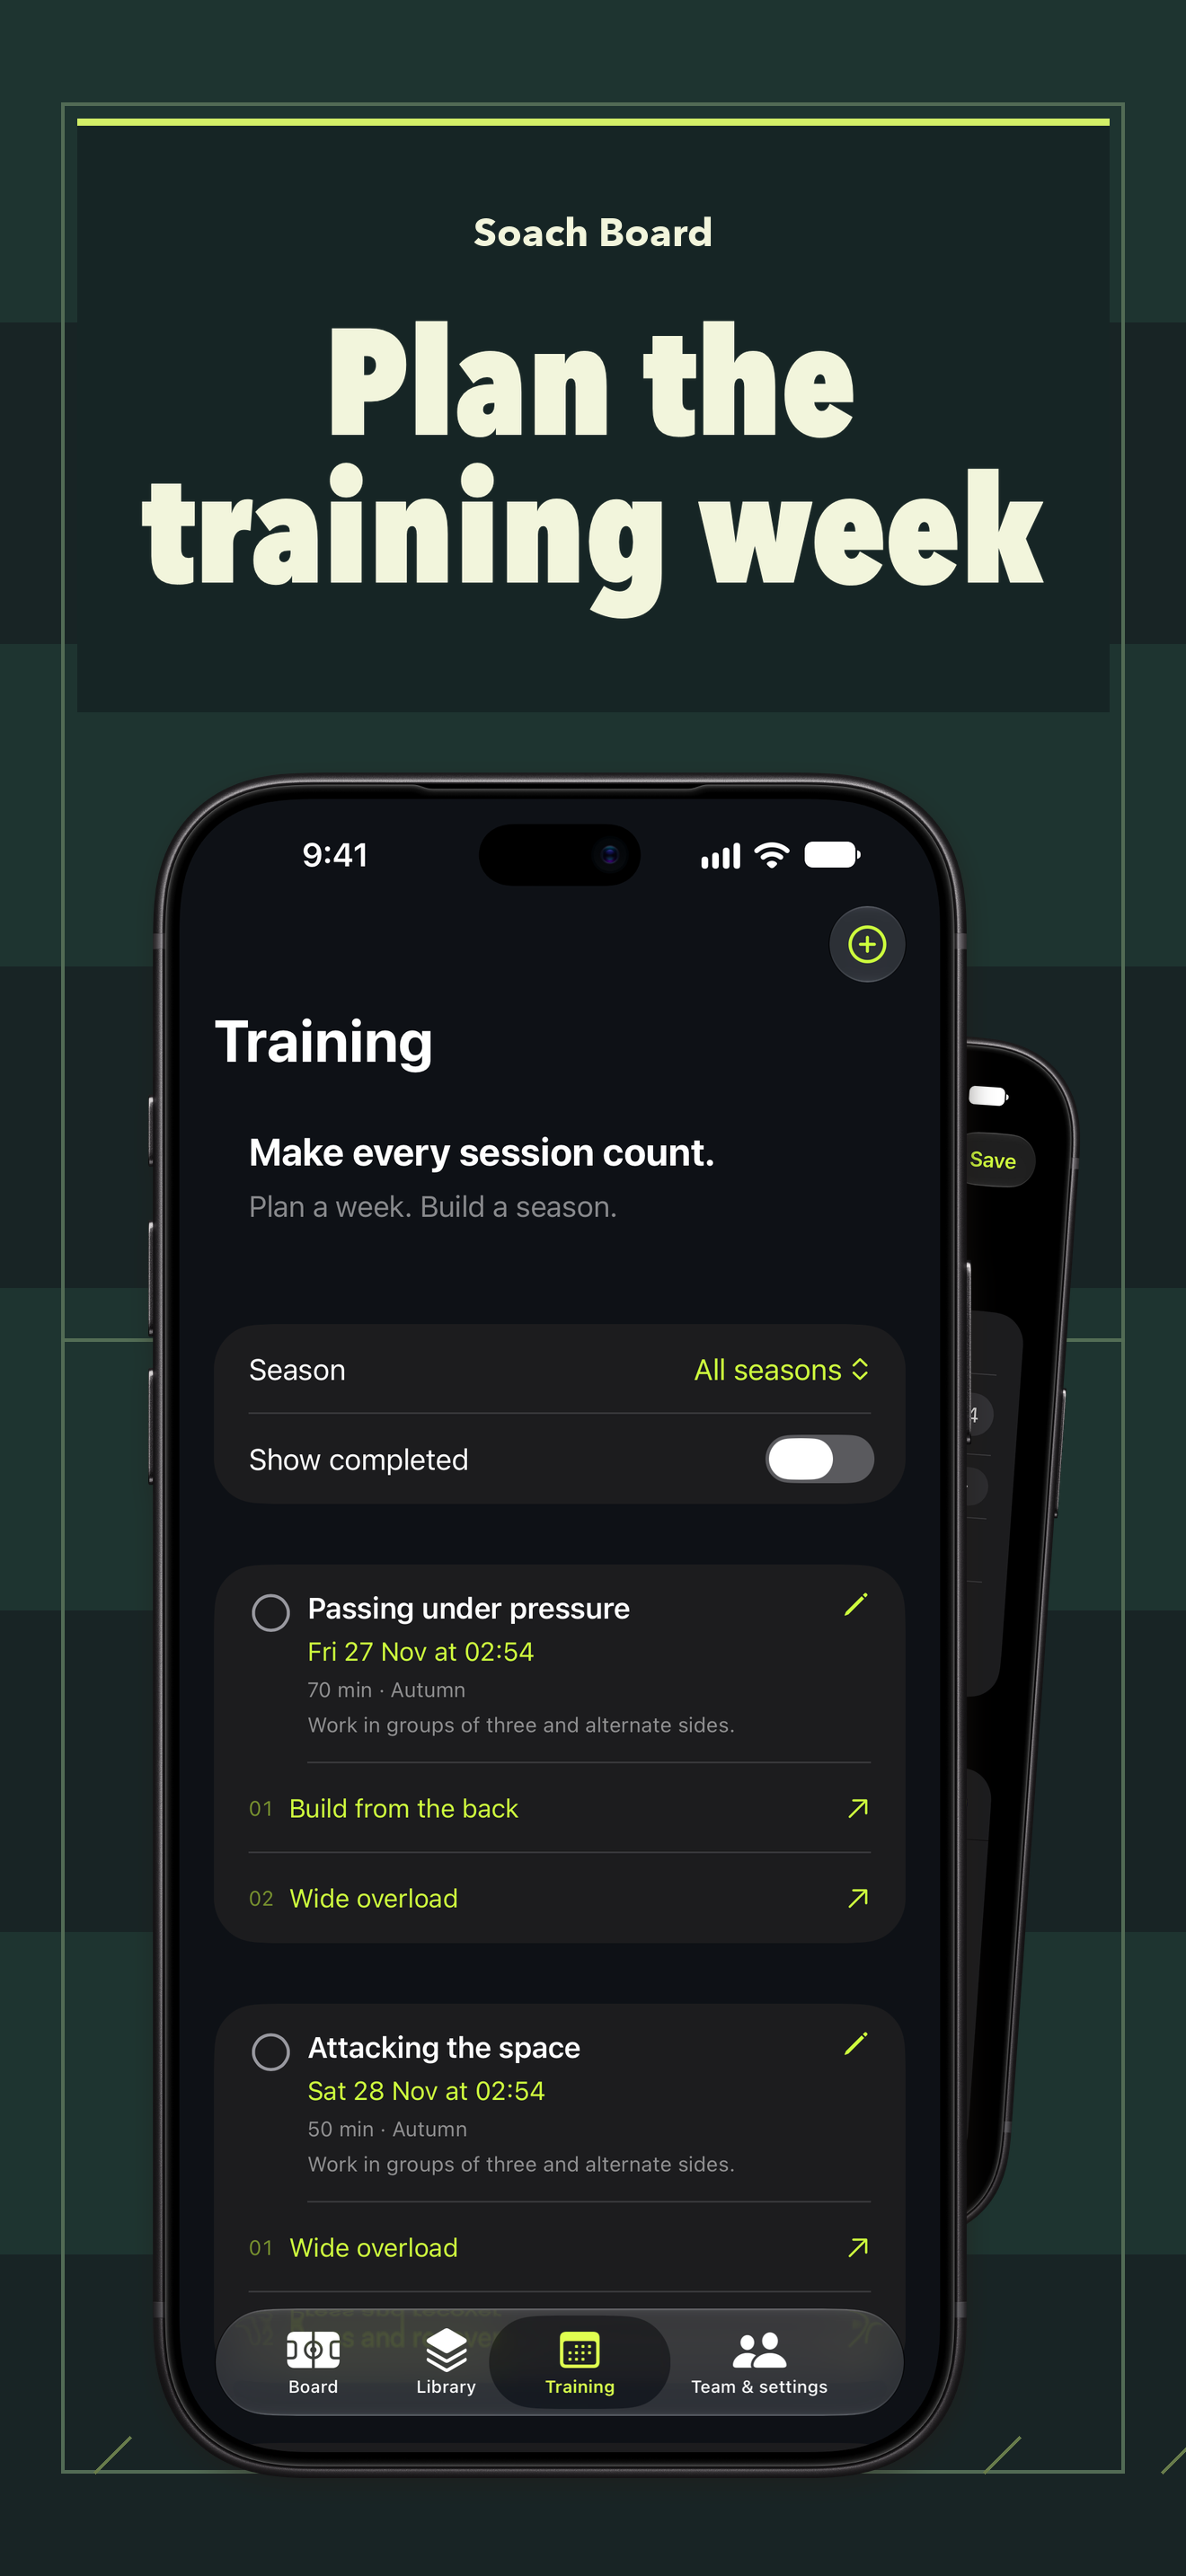 Soach Board
Plan the
training week
9:41
Training
Make every session count.
Plan a week. Build a season.
Save
Season
All seasons
4
Show completed
Passing under pressure
Fri 27 Nov at 02:54
70 min · Autumn
Work in groups of three and alternate sides.
01 Build from the back
02 Wide overload
Attacking the space
Sat 28 Nov at 02:54
50 min · Autumn
Work in groups of three and alternate sides.
01 Wide overload
Board
Library
Training
Team & settings